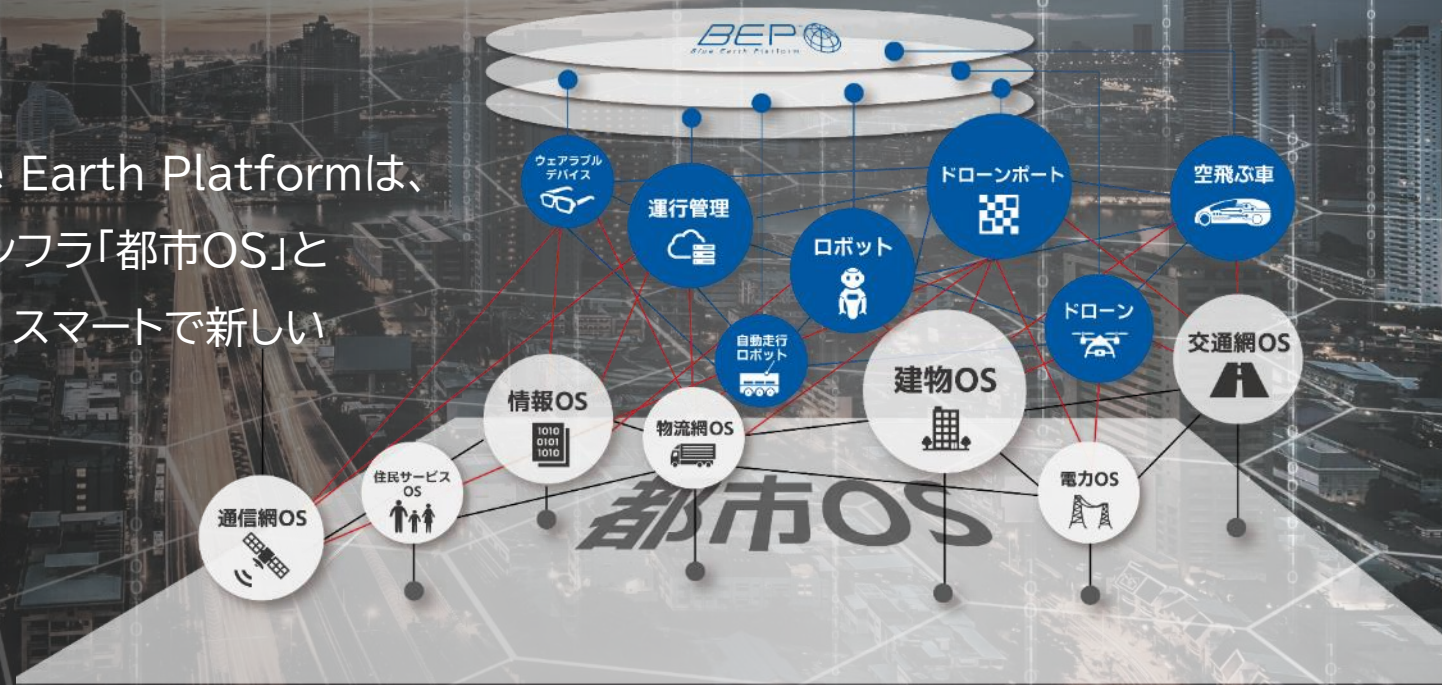 BEP
Blue Earth Platform
e Earth Platformは、
ンフラ「都市OS」と
スマートで新しい
ウェアラブル
デバイス
運行管理
ロボット
ドローンポート
空飛ぶ車
自動走行
ロボット
ドローン
交通網OS
建物OS
情報OS
1010
0101
1010
物流網OS
住民サービス
OS
電力OS
通信網OS
都市OS